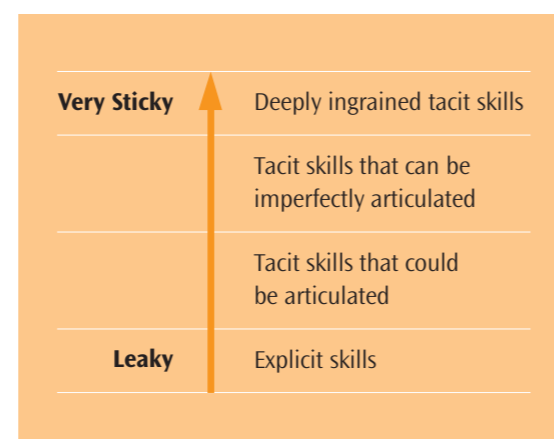 Very Sticky Deeply ingrained tacit skills
Tacit skills that can be
imperfectly articulated
Tacit skills that could
be articulated
Leaky Explicit skills